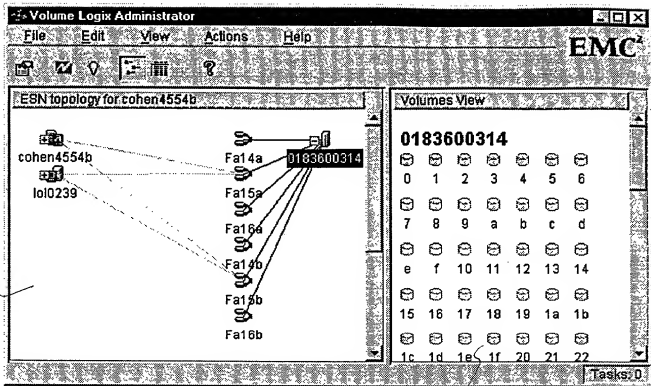 Volume Logix Administrator
File Edit View Actions Help
EMC²
ESN topology for cohen4554b
cohen4554b
lol0239
Fa14a
Fa15a
Fa16a
Fa14b
Fa15b
Fa16b
0183600314
Volumes View
0183600314
0 1 2 3 4 5 6
7 8 9 a b c d
e f 10 11 12 13 14
15 16 17 18 19 1a 1b
1c 1d 1e 1f 20 21 22
Tasks: 0